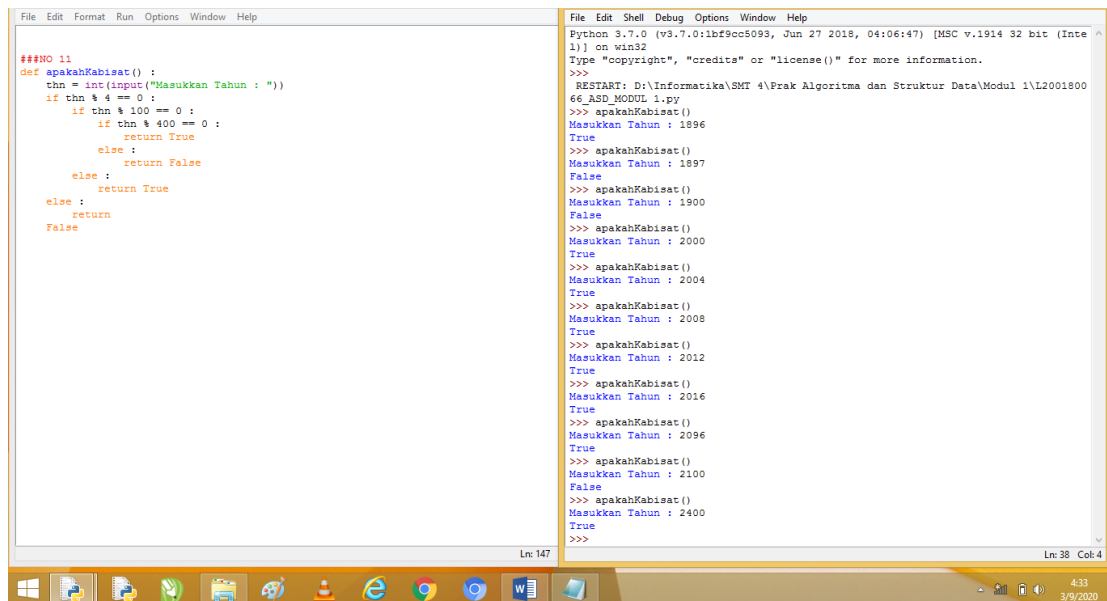 File Edit Format Run Options Window Help
###NO 11
def apakahKabisat() :
    thn = int(input("Masukkan Tahun : "))
    if thn % 4 == 0 :
        if thn % 100 == 0 :
            if thn % 400 == 0 :
                return True
            else :
                return False
        else :
            return True
    else :
        return
    False
Ln: 147
File Edit Shell Debug Options Window Help
Python 3.7.0 (v3.7.0:1bf9cc5093, Jun 27 2018, 04:06:47) [MSC v.1914 32 bit (Inte
l)] on win32
Type "copyright", "credits" or "license()" for more information.
>>>
 RESTART: D:\Informatika\SMT 4\Prak Algoritma dan Struktur Data\Modul 1\L2001800
66_ASD_MODUL 1.py
>>> apakahKabisat()
Masukkan Tahun : 1896
True
>>> apakahKabisat()
Masukkan Tahun : 1897
False
>>> apakahKabisat()
Masukkan Tahun : 1900
False
>>> apakahKabisat()
Masukkan Tahun : 2000
True
>>> apakahKabisat()
Masukkan Tahun : 2004
True
>>> apakahKabisat()
Masukkan Tahun : 2008
True
>>> apakahKabisat()
Masukkan Tahun : 2012
True
>>> apakahKabisat()
Masukkan Tahun : 2016
True
>>> apakahKabisat()
Masukkan Tahun : 2096
True
>>> apakahKabisat()
Masukkan Tahun : 2100
False
>>> apakahKabisat()
Masukkan Tahun : 2400
True
>>>
Ln: 38 Col: 4
4:33
3/9/2020